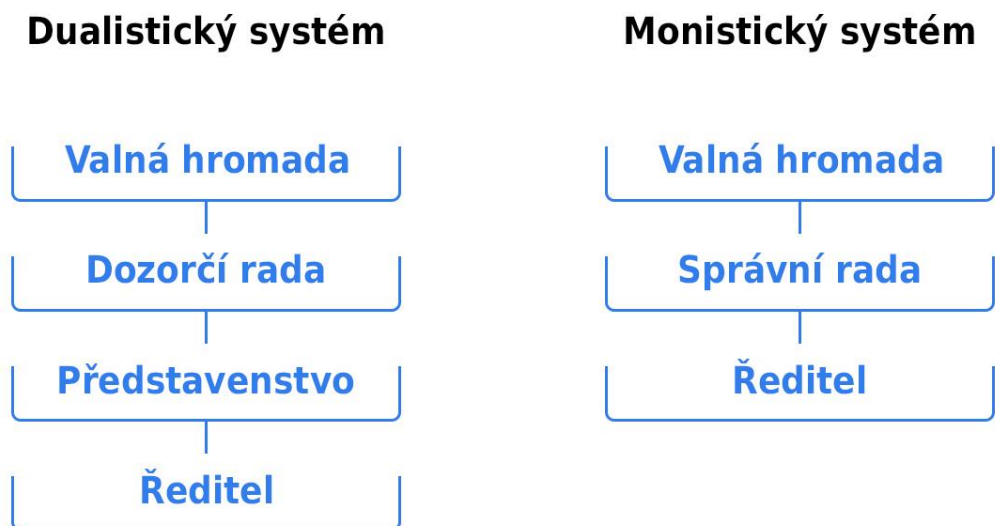 Dualistický systém
Valná hromada
Dozorčí rada
Představenstvo
Ředitel
Monistický systém
Valná hromada
Správní rada
Ředitel